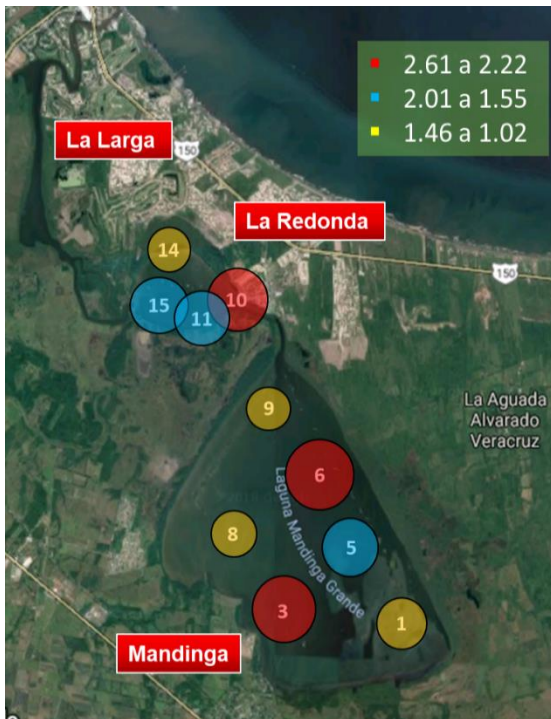 2.61 a 2.22
2.01 a 1.55
1.46 a 1.02
La Larga
150
La Redonda
14
150
15
11
10
9
La Aguada
Alvarado
Veracruz
6
Laguna Mandinga Grande
8
5
3
1
Mandinga